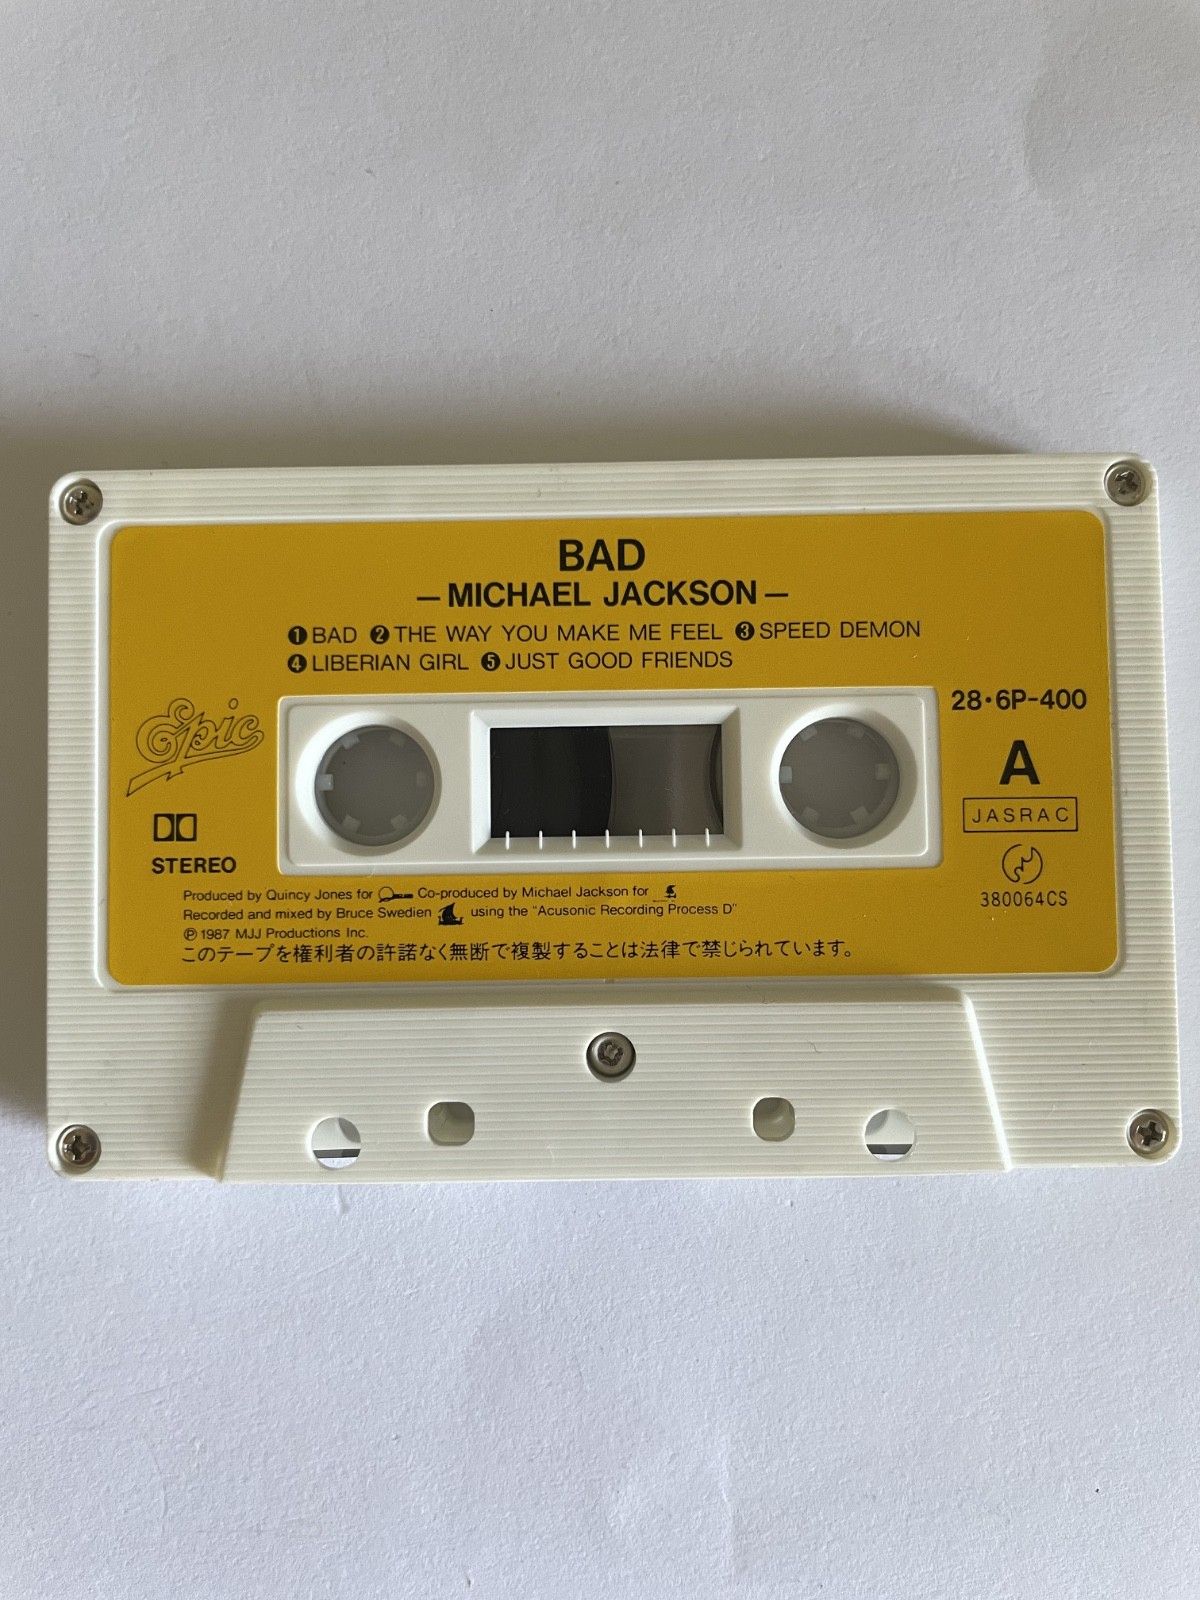 BAD
— MICHAEL JACKSON —
❶BAD ❷THE WAY YOU MAKE ME FEEL ❸SPEED DEMON
❹LIBERIAN GIRL ❺JUST GOOD FRIENDS
Epic
28・6P-400
A
JASRAC
380064CS
STEREO
Produced by Quincy Jones for Co-produced by Michael Jackson for
Recorded and mixed by Bruce Swedien using the "Acusonic Recording Process D"
℗ 1987 MJJ Productions Inc.
このテープを権利者の許諾なく無断で複製することは法律で禁じられています。